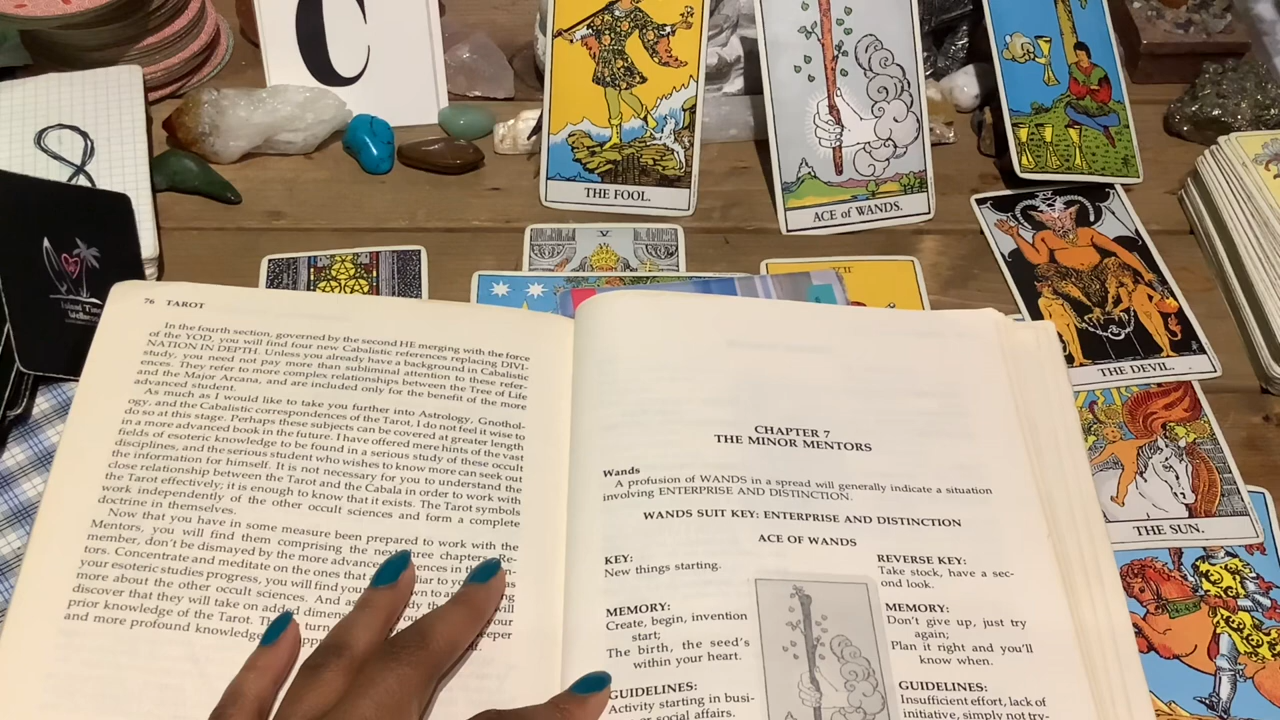 C
THE FOOL.
ACE of WANDS.
V
VII
THE DEVIL.
THE SUN.
Island Time
Wellness
76 TAROT
In the fourth section, governed by the second HE merging with the force
of the YOD, you will find four new Cabalistic references replacing DIVI-
NATION IN DEPTH. Unless you already have a background in Cabalistic
study, you need not pay more than subliminal attention to these refer-
ences. They refer to more complex relationships between the Tree of Life
and the Major Arcana, and are included only for the benefit of the more
advanced student.
As much as I would like to take you further into Astrology, Gnothol-
ogy, and the Cabalistic correspondences of the Tarot, I do not feel it wise to
do so at this stage. Perhaps these subjects can be covered at greater length
in a more advanced book in the future. I have offered mere hints of the vast
fields of esoteric knowledge to be found in a serious study of these occult
disciplines, and the serious student who wishes to know more can seek out
the information for himself. It is not necessary for you to understand the
close relationship between the Tarot and the Cabala in order to work with
the Tarot effectively; it is enough to know that it exists. The Tarot symbols
work independently of the other occult sciences and form a complete
doctrine in themselves.
Now that you have in some measure been prepared to work with the
Mentors, you will find them comprising the next three chapters. Re-
member, don't be dismayed by the more advanced
tors. Concentrate and meditate on the ones that
your esoteric studies progress, you will find
more about the other occult sciences. And
discover that they will take on added
prior knowledge of the Tarot.
and more profound knowledge
CHAPTER 7
THE MINOR MENTORS
Wands
A profusion of WANDS in a spread will generally indicate a situation
involving ENTERPRISE AND DISTINCTION.
WANDS SUIT KEY: ENTERPRISE AND DISTINCTION
ACE OF WANDS
KEY:
New things starting.
MEMORY:
Create, begin, invention
start;
The birth, the seed's
within your heart.
GUIDELINES:
Activity starting in busi-
or social affairs.
REVERSE KEY:
Take stock, have a sec-
ond look.
MEMORY:
Don't give up, just try
again;
Plan it right and you'll
know when.
GUIDELINES:
Insufficient effort, lack of
initiative, simply not try-